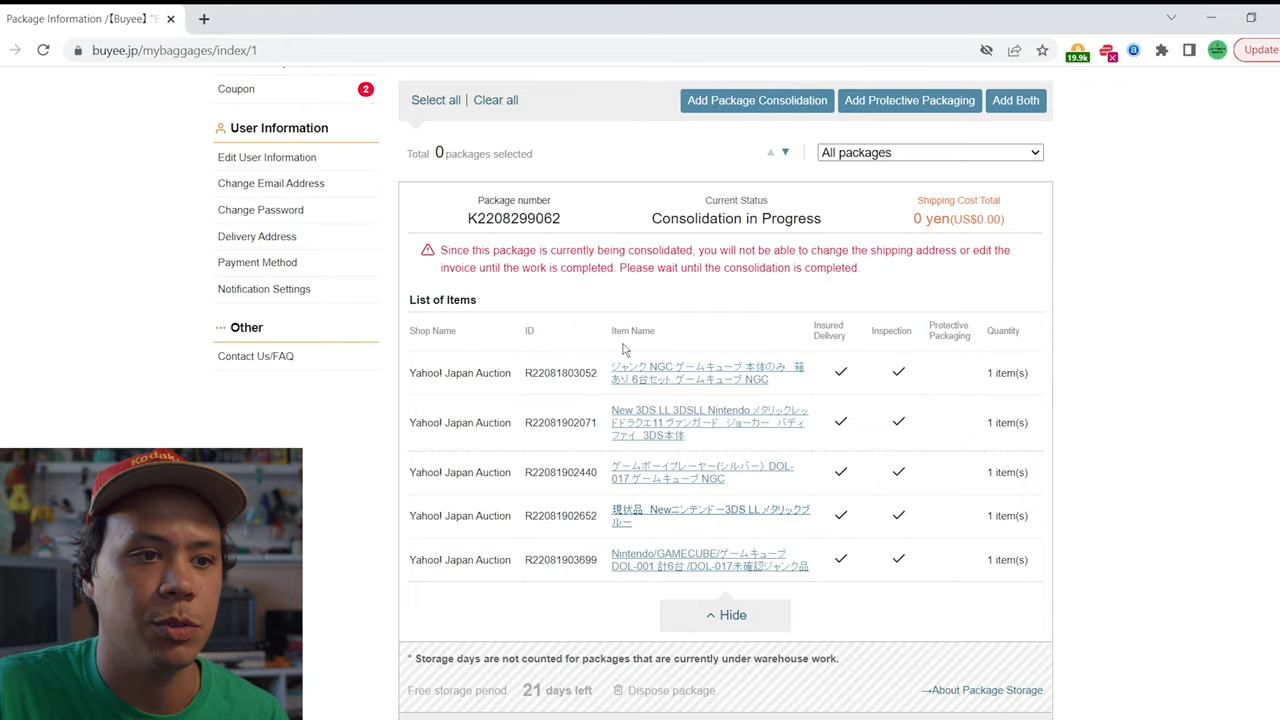 Package Information /【Buyee】 "B
buyee.jp/mybaggages/index/1
19.9k
Update
Coupon
2
User Information
Edit User Information
Change Email Address
Change Password
Delivery Address
Payment Method
Notification Settings
Other
Contact Us/FAQ
Select all | Clear all
Add Package Consolidation
Add Protective Packaging
Add Both
Total 0 packages selected
All packages
Package number
K2208299062
Current Status
Consolidation in Progress
Shipping Cost Total
0 yen(US$0.00)
Since this package is currently being consolidated, you will not be able to change the shipping address or edit the
invoice until the work is completed. Please wait until the consolidation is completed.
List of Items
Shop Name
ID
Item Name
Insured
Delivery
Inspection
Protective
Packaging
Quantity
Yahoo! Japan Auction
R22081803052
ジャンク NGC ゲームキューブ 本体のみ 箱
あり 6台セット ゲームキューブ NGC
1 item(s)
Yahoo! Japan Auction
R22081902071
New 3DS LL 3DSLL Nintendo メタリックレッ
ドドラクエ11 ヴァンガード ジョーカー バディ
ファイ 3DS本体
1 item(s)
Yahoo! Japan Auction
R22081902440
ゲームボーイプレーヤー(シルバー) DOL-
017 ゲームキューブ NGC
1 item(s)
Yahoo! Japan Auction
R22081902652
現状品 Newニンテンドー3DS LLメタリックブ
ルー
1 item(s)
Yahoo! Japan Auction
R22081903699
Nintendo/GAMECUBE/ゲームキューブ
DOL-001 計6台 /DOL-017未確認ジャンク品
1 item(s)
Hide
* Storage days are not counted for packages that are currently under warehouse work.
Free storage period 21 days left
Dispose package
→About Package Storage
Kodak